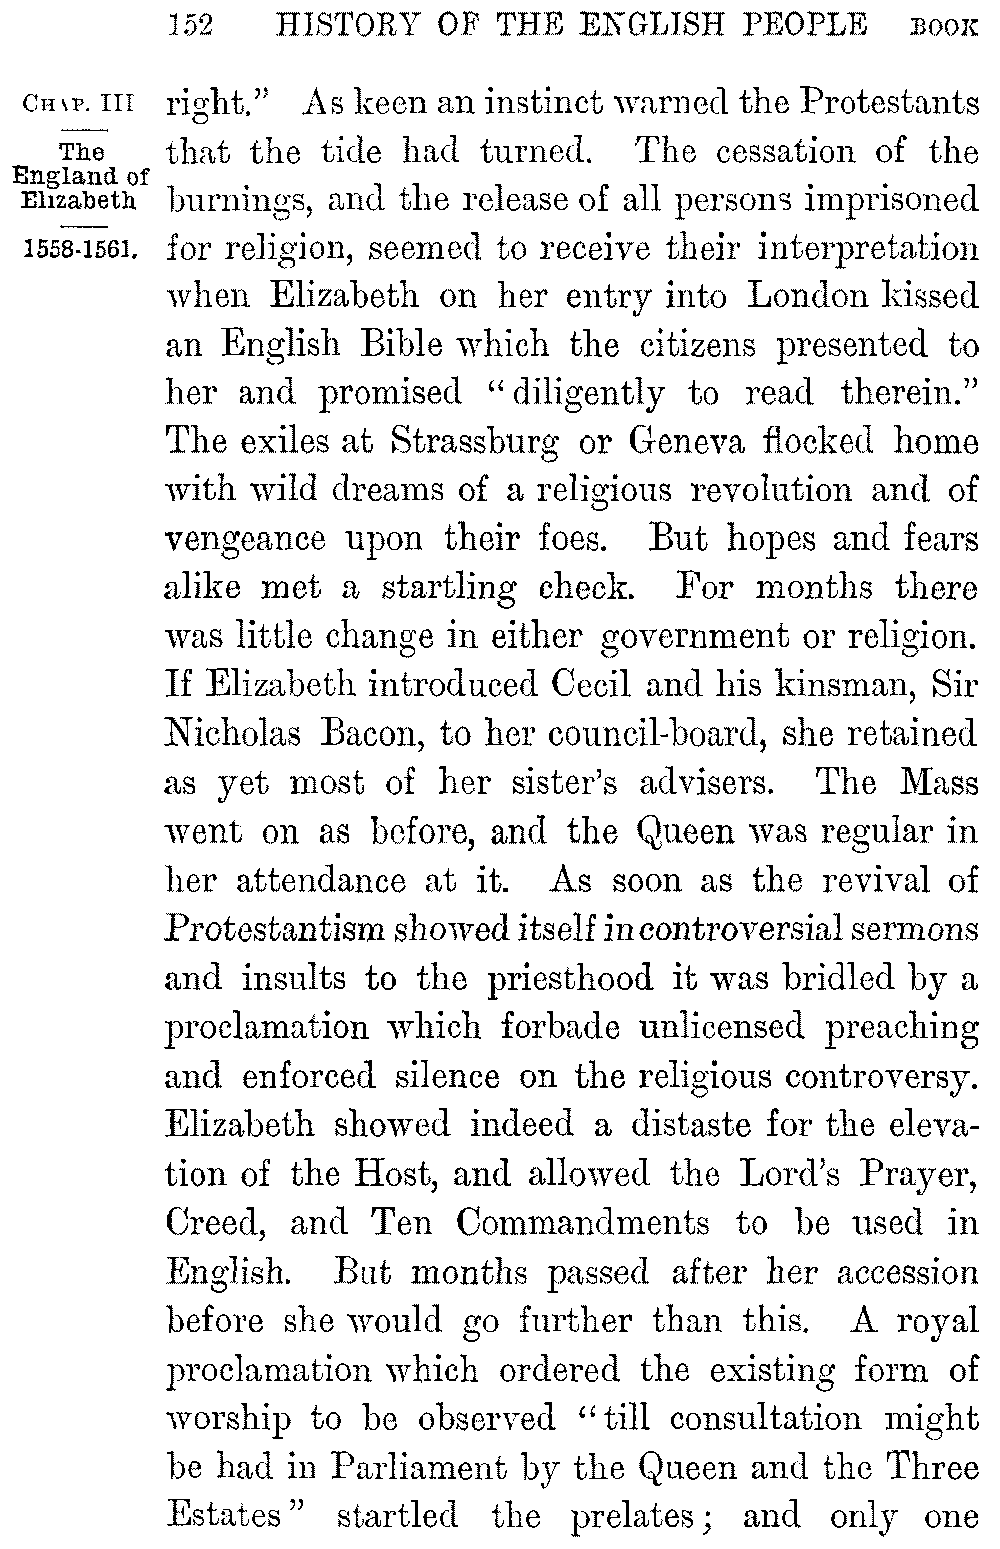 152 HISTORY OF THE ENGLISH PEOPLE BOOK
CHAP. III
The
England of
Elizabeth
1558-1561.
right.” As keen an instinct warned the Protestants
that the tide had turned. The cessation of the
burnings, and the release of all persons imprisoned
for religion, seemed to receive their interpretation
when Elizabeth on her entry into London kissed
an English Bible which the citizens presented to
her and promised “diligently to read therein.”
The exiles at Strassburg or Geneva flocked home
with wild dreams of a religious revolution and of
vengeance upon their foes. But hopes and fears
alike met a startling check. For months there
was little change in either government or religion.
If Elizabeth introduced Cecil and his kinsman, Sir
Nicholas Bacon, to her council-board, she retained
as yet most of her sister’s advisers. The Mass
went on as before, and the Queen was regular in
her attendance at it. As soon as the revival of
Protestantism showed itself in controversial sermons
and insults to the priesthood it was bridled by a
proclamation which forbade unlicensed preaching
and enforced silence on the religious controversy.
Elizabeth showed indeed a distaste for the eleva-
tion of the Host, and allowed the Lord’s Prayer,
Creed, and Ten Commandments to be used in
English. But months passed after her accession
before she would go further than this. A royal
proclamation which ordered the existing form of
worship to be observed “till consultation might
be had in Parliament by the Queen and the Three
Estates” startled the prelates; and only one